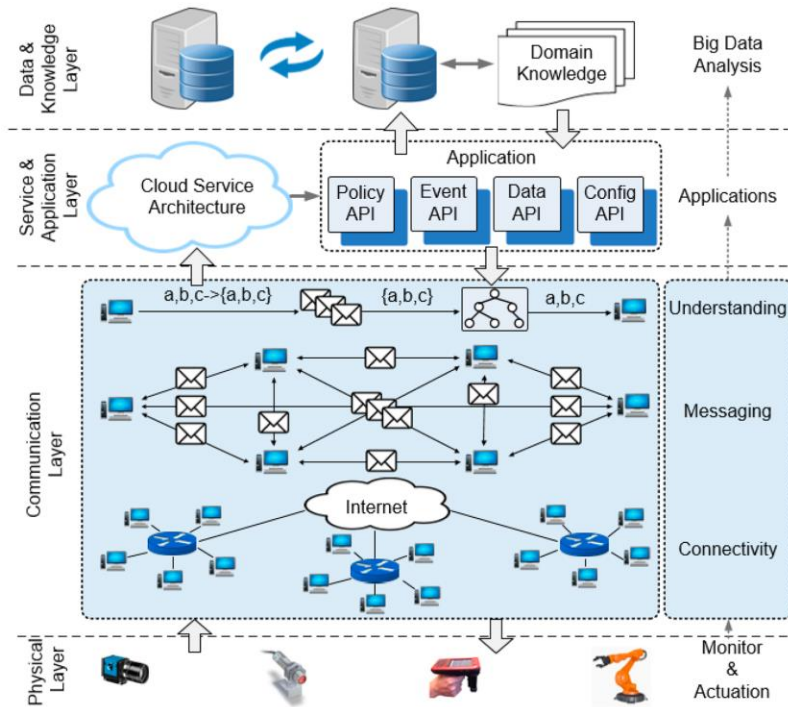 Data &
Knowledge
Layer
Domain
Knowledge
Big Data
Analysis
Service &
Application
Layer
Cloud Service
Architecture
Application
Policy
API
Event
API
Data
API
Config
API
Applications
Communication
Layer
a,b,c->{a,b,c}
{a,b,c}
a,b,c
Understanding
Messaging
Internet
Connectivity
Physical
Layer
Monitor
&
Actuation